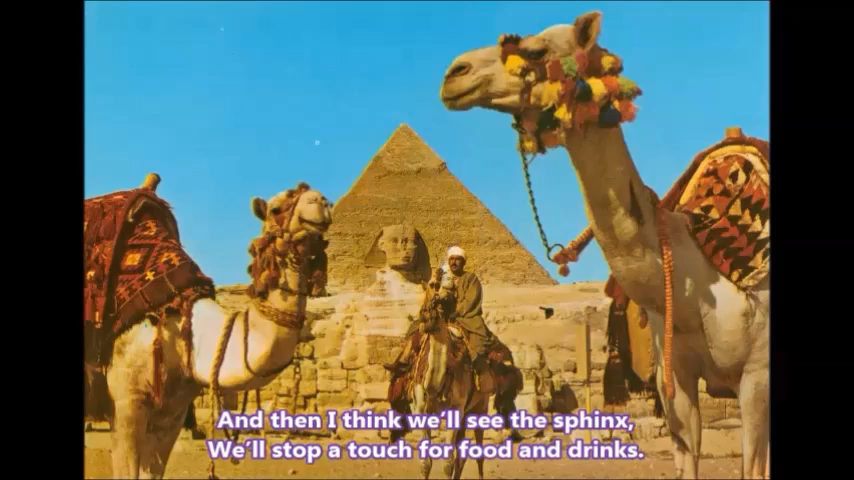 And then I think we'll see the sphinx,
We'll stop a touch for food and drinks.